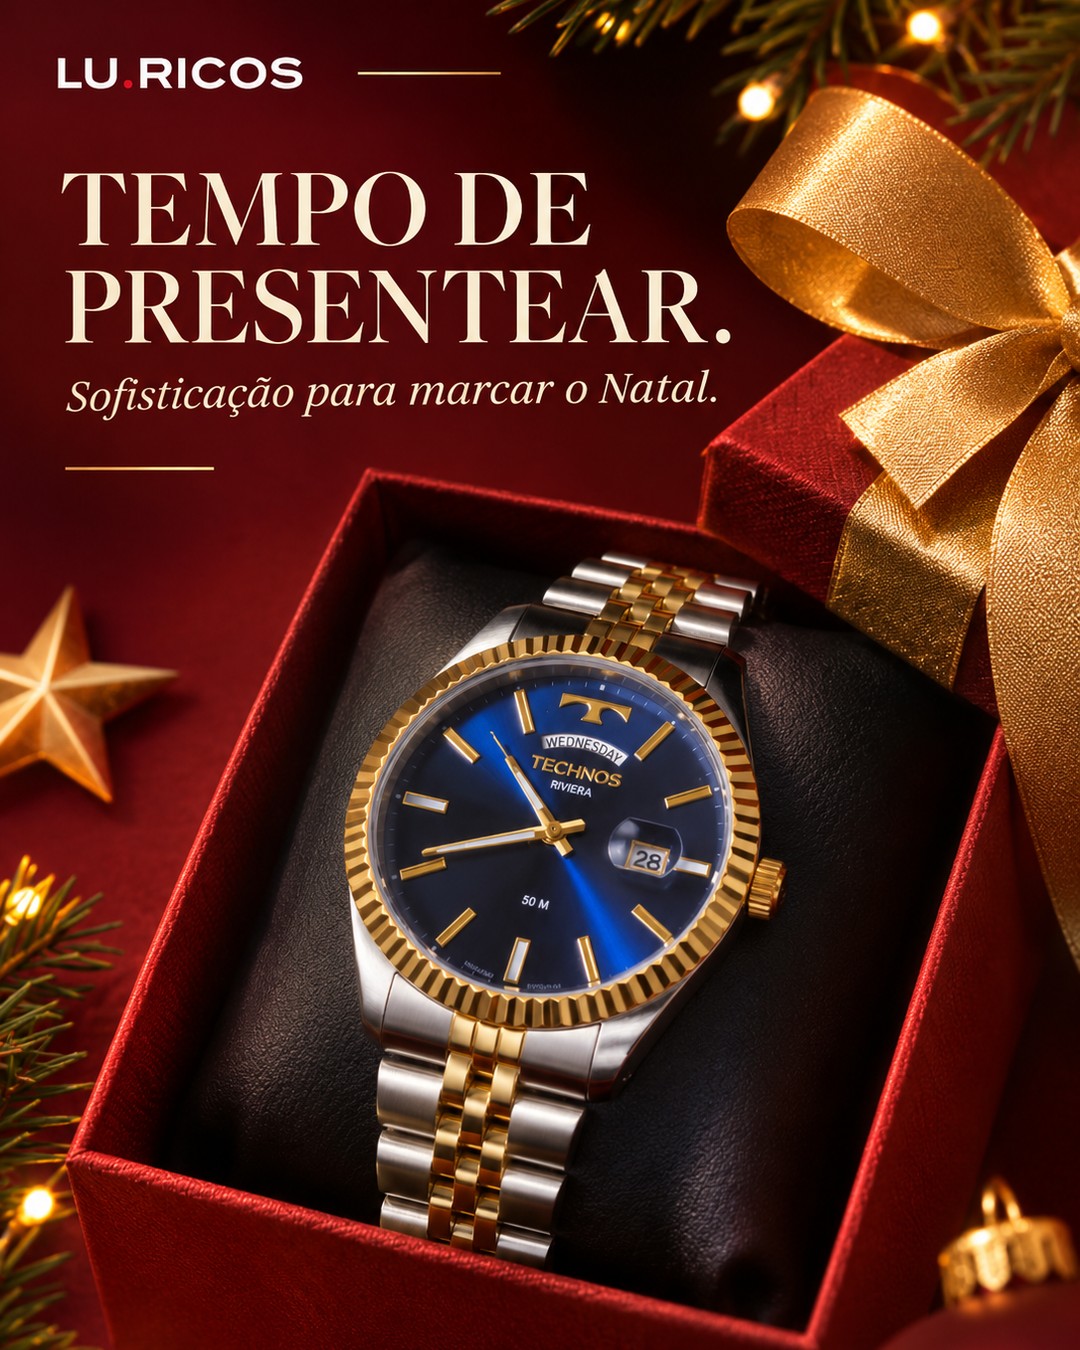 LU.RICOS
TEMPO DE
PRESENTEAR.
Sofisticação para marcar o Natal.
WEDNESDAY
TECHNOS
RIVIERA
28
50 M